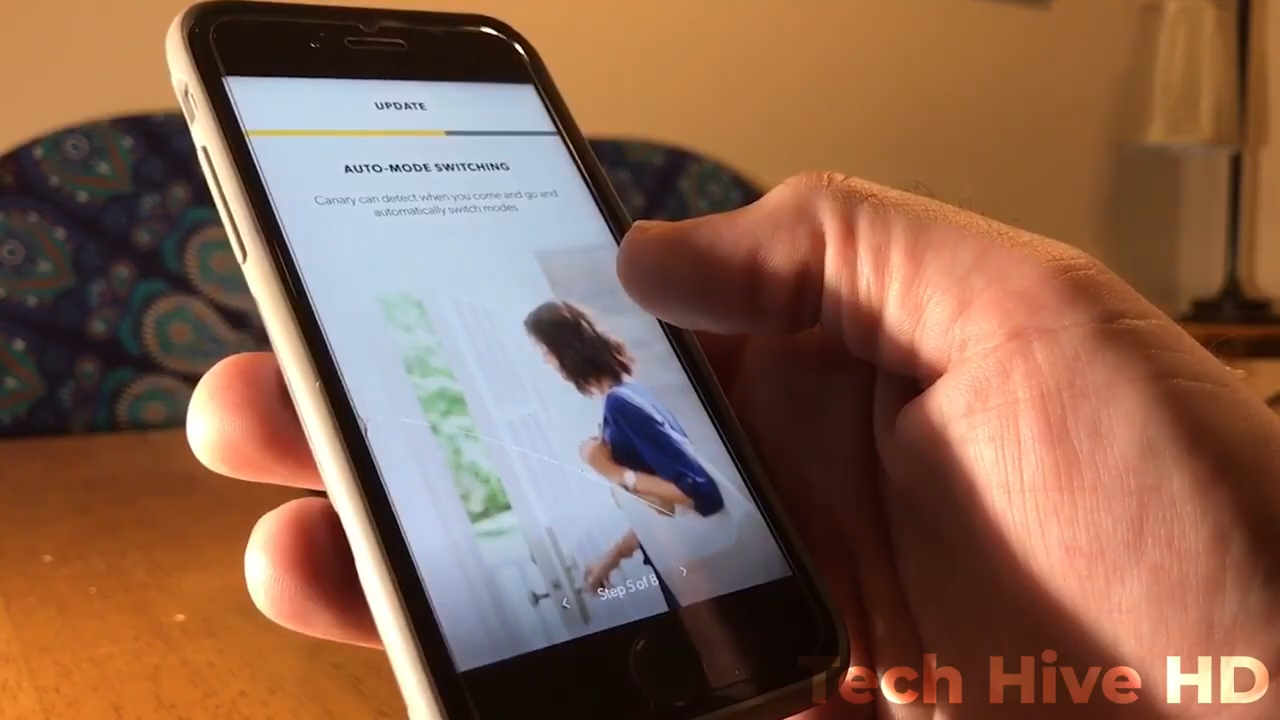 UPDATE
AUTO-MODE SWITCHING
Canary can detect when you come and go and
automatically switch modes
< Step 5 of 8 >
Tech Hive HD